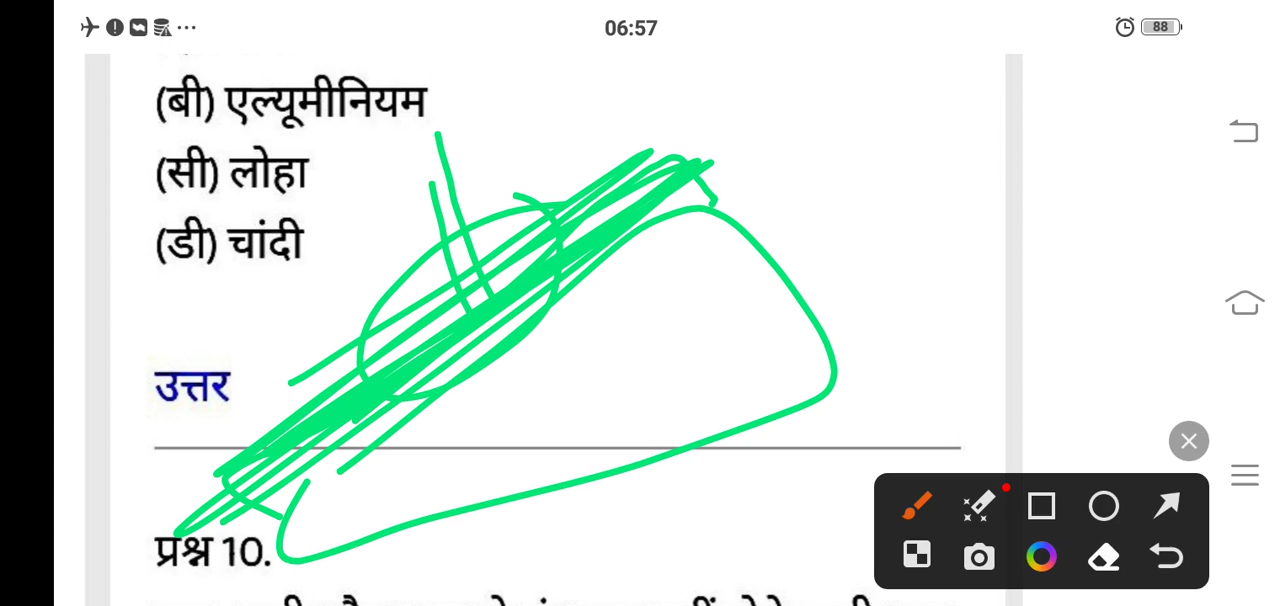 06:57
88
(बी) एल्यूमीनियम
(सी) लोहा
(डी) चांदी
उत्तर
प्रश्न 10.